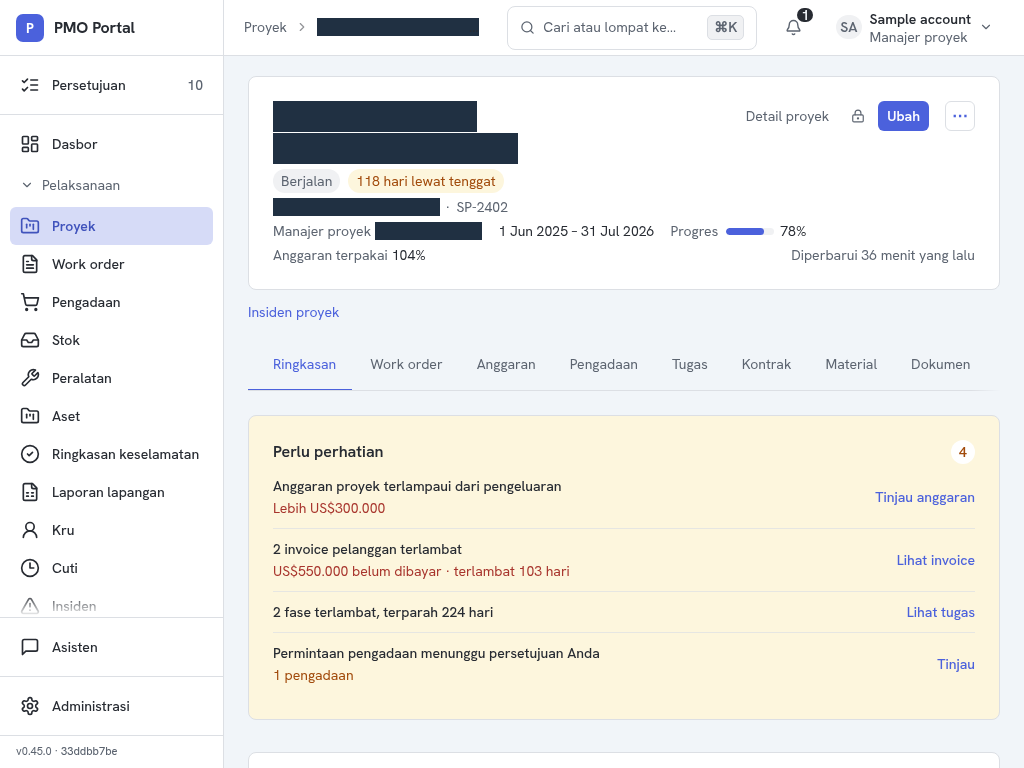 P PMO Portal
Proyek
Cari atau lompat ke...
⌘K
1
SA
Sample account
Manajer proyek
Persetujuan 10
Dasbor
Pelaksanaan
Proyek
Work order
Pengadaan
Stok
Peralatan
Aset
Ringkasan keselamatan
Laporan lapangan
Kru
Cuti
Insiden
Asisten
Administrasi
v0.45.0 · 33ddbb7be
Detail proyek
Ubah
Berjalan
118 hari lewat tenggat
· SP-2402
Manajer proyek
1 Jun 2025 – 31 Jul 2026
Progres 78%
Anggaran terpakai 104%
Diperbarui 36 menit yang lalu
Insiden proyek
Ringkasan
Work order
Anggaran
Pengadaan
Tugas
Kontrak
Material
Dokumen
Perlu perhatian
4
Anggaran proyek terlampaui dari pengeluaran
Lebih US$300.000
Tinjau anggaran
2 invoice pelanggan terlambat
US$550.000 belum dibayar · terlambat 103 hari
Lihat invoice
2 fase terlambat, terparah 224 hari
Lihat tugas
Permintaan pengadaan menunggu persetujuan Anda
1 pengadaan
Tinjau